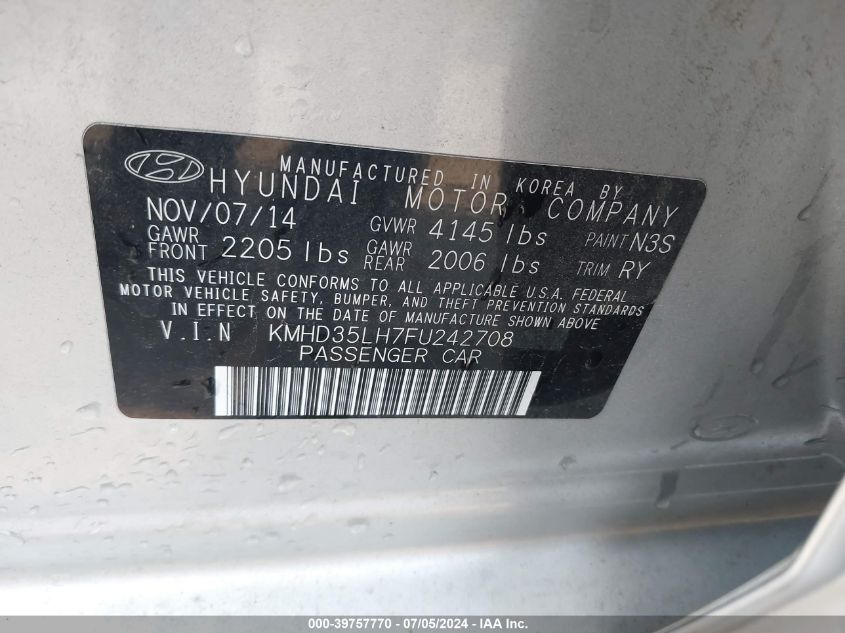 MANUFACTURED IN KOREA BY
HYUNDAI MOTOR COMPANY
NOV/07/14 GVWR 4145 lbs PAINT N3S
GAWR FRONT 2205 lbs GAWR REAR 2006 lbs TRIM RY
THIS VEHICLE CONFORMS TO ALL APPLICABLE U.S.A. FEDERAL
MOTOR VEHICLE SAFETY, BUMPER, AND THEFT PREVENTION STANDARDS
IN EFFECT ON THE DATE OF MANUFACTURE SHOWN ABOVE
V.I.N KMHD35LH7FU242708
PASSENGER CAR
000-39757770 - 07/05/2024 - IAA Inc.